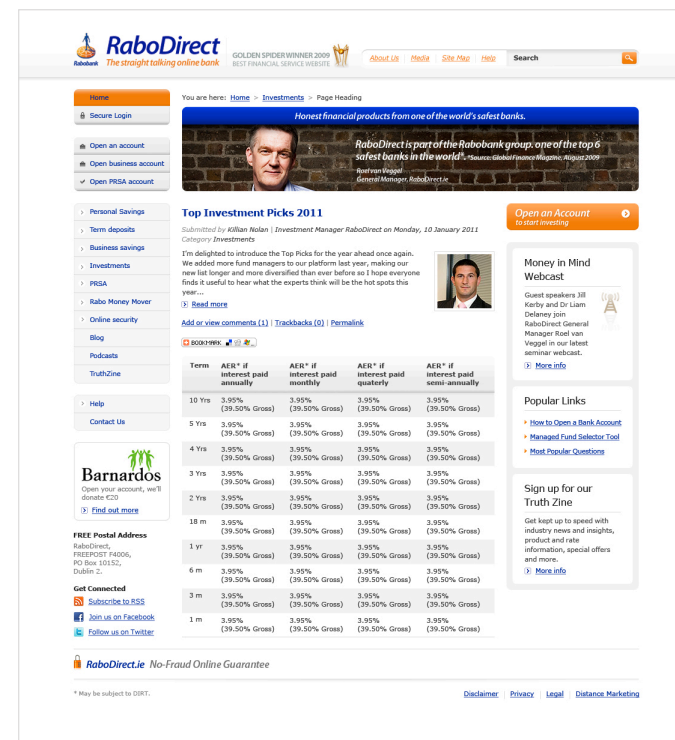 RaboDirect
Rabobank The straight talking online bank
GOLDEN SPIDER WINNER 2009
BEST FINANCIAL SERVICE WEBSITE
About Us | Media | Site Map | Help
Search
Home
Secure Login
Open an account
Open business account
Open PRSA account
Personal Savings
Term deposits
Business savings
Investments
PRSA
Rabo Money Mover
Online security
Blog
Podcasts
TruthZine
Help
Contact Us
Barnardos
Open your account, we'll
donate €20
Find out more
FREE Postal Address
RaboDirect,
FREEPOST F4006,
PO Box 10152,
Dublin 2.
Get Connected
Subscribe to RSS
Join us on Facebook
Follow us on Twitter
You are here: Home > Investments > Page Heading
Honest financial products from one of the world's safest banks.
RaboDirect is part of the Rabobank group. one of the top 6
safest banks in the world*. *Source: Global Finance Magzine, August 2009
Roel van Veggel
General Manager, RaboDirect.ie
Top Investment Picks 2011
Submitted by Killian Nolan | Investment Manager RaboDirect on Monday, 10 January 2011
Category Investments
I'm delighted to introduce the Top Picks for the year ahead once again.
We added more fund managers to our platform last year, making our
new list longer and more diversified than ever before so I hope everyone
finds it useful to hear what the experts think will be the hot spots this
year...
Read more
Add or view comments (1) | Trackbacks (0) | Permalink
BOOKMARK
Term AER* if interest paid annually AER* if interest paid monthly AER* if interest paid quaterly AER* if interest paid semi-annually
10 Yrs 3.95% (39.50% Gross) 3.95% (39.50% Gross) 3.95% (39.50% Gross) 3.95% (39.50% Gross)
5 Yrs 3.95% (39.50% Gross) 3.95% (39.50% Gross) 3.95% (39.50% Gross) 3.95% (39.50% Gross)
4 Yrs 3.95% (39.50% Gross) 3.95% (39.50% Gross) 3.95% (39.50% Gross) 3.95% (39.50% Gross)
3 Yrs 3.95% (39.50% Gross) 3.95% (39.50% Gross) 3.95% (39.50% Gross) 3.95% (39.50% Gross)
2 Yrs 3.95% (39.50% Gross) 3.95% (39.50% Gross) 3.95% (39.50% Gross) 3.95% (39.50% Gross)
18 m 3.95% (39.50% Gross) 3.95% (39.50% Gross) 3.95% (39.50% Gross) 3.95% (39.50% Gross)
1 yr 3.95% (39.50% Gross) 3.95% (39.50% Gross) 3.95% (39.50% Gross) 3.95% (39.50% Gross)
6 m 3.95% (39.50% Gross) 3.95% (39.50% Gross) 3.95% (39.50% Gross) 3.95% (39.50% Gross)
3 m 3.95% (39.50% Gross) 3.95% (39.50% Gross) 3.95% (39.50% Gross) 3.95% (39.50% Gross)
1 m 3.95% (39.50% Gross) 3.95% (39.50% Gross) 3.95% (39.50% Gross) 3.95% (39.50% Gross)
Open an Account
to start investing
Money in Mind
Webcast
Guest speakers Jill
Kerby and Dr Liam
Delaney join
RaboDirect General
Manager Roel van
Veggel in our latest
seminar webcast.
More info
Popular Links
How to Open a Bank Account
Managed Fund Selector Tool
Most Popular Questions
Sign up for our
Truth Zine
Get kept up to speed with
industry news and insights,
product and rate
information, special offers
and more.
More info
RaboDirect.ie No-Fraud Online Guarantee
* May be subject to DIRT.
Disclaimer | Privacy | Legal | Distance Marketing